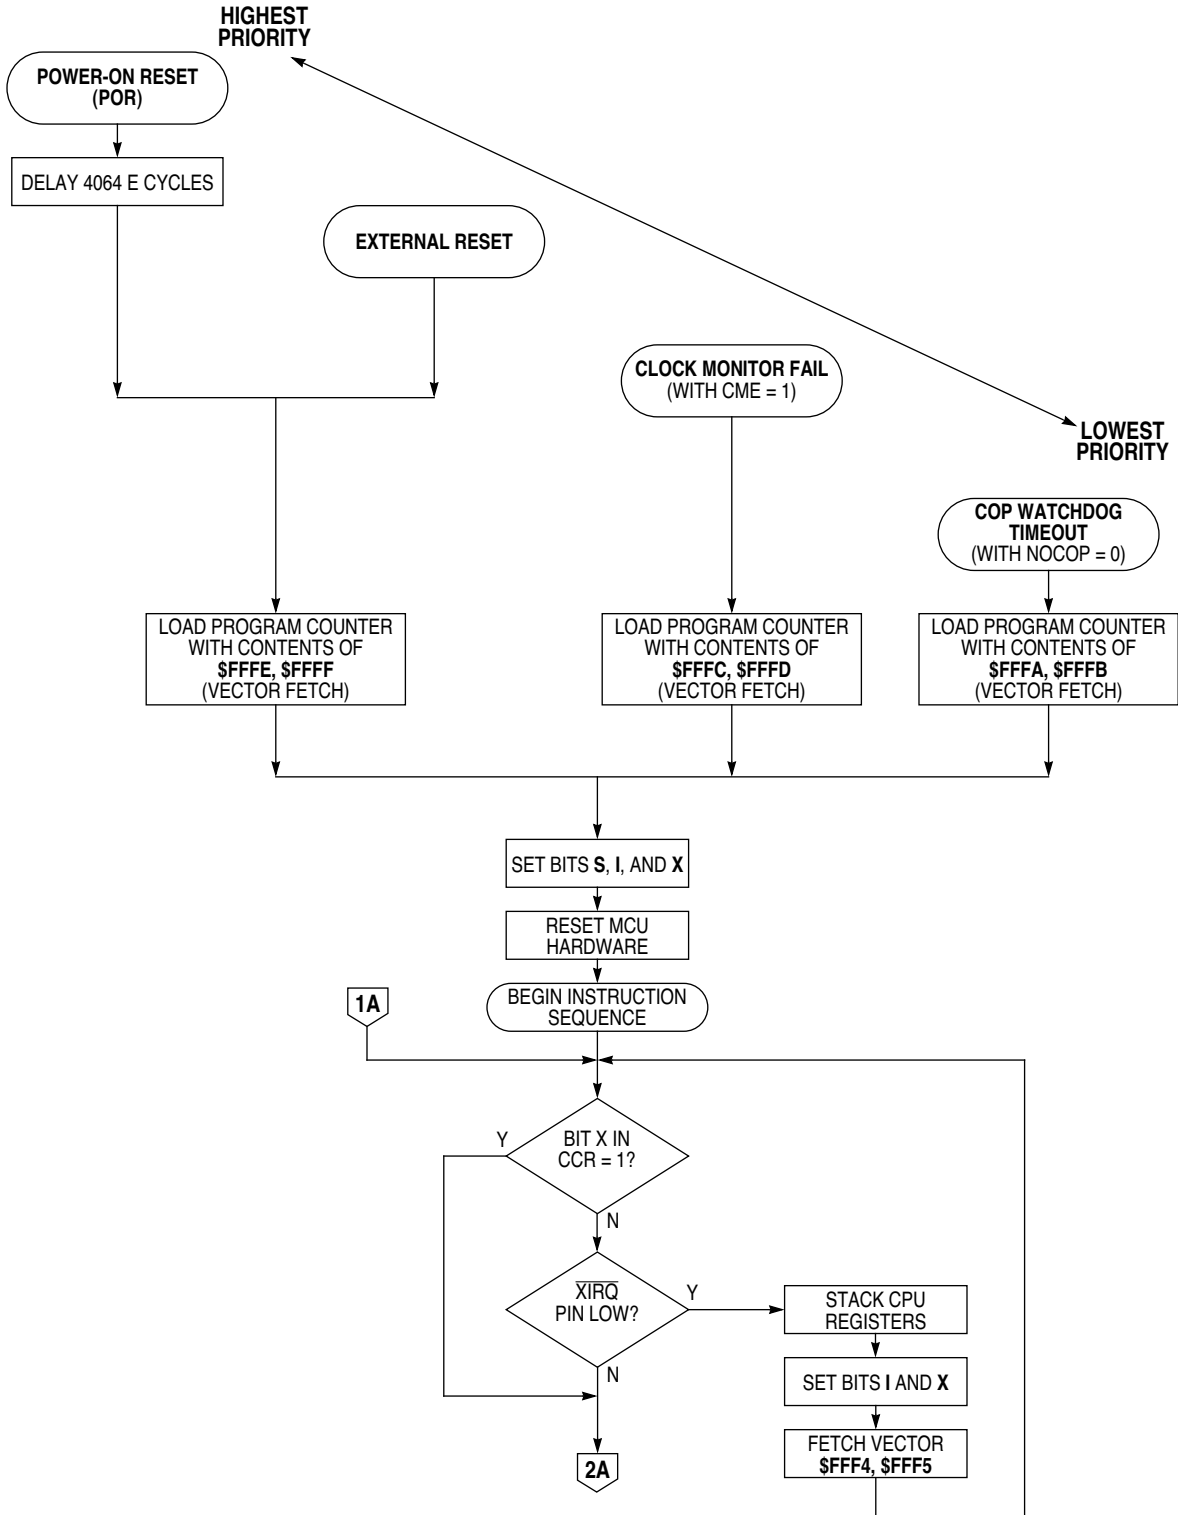 HIGHEST
PRIORITY
POWER-ON RESET
(POR)
DELAY 4064 E CYCLES
EXTERNAL RESET
CLOCK MONITOR FAIL
(WITH CME = 1)
LOWEST
PRIORITY
COP WATCHDOG
TIMEOUT
(WITH NOCOP = 0)
LOAD PROGRAM COUNTER
WITH CONTENTS OF
$FFFE, $FFFF
(VECTOR FETCH)
LOAD PROGRAM COUNTER
WITH CONTENTS OF
$FFFC, $FFFD
(VECTOR FETCH)
LOAD PROGRAM COUNTER
WITH CONTENTS OF
$FFFA, $FFFB
(VECTOR FETCH)
SET BITS S, I, AND X
RESET MCU
HARDWARE
BEGIN INSTRUCTION
SEQUENCE
1A
BIT X IN
CCR = 1?
Y
N
XIRQ
PIN LOW?
Y
N
STACK CPU
REGISTERS
SET BITS I AND X
FETCH VECTOR
$FFF4, $FFF5
2A